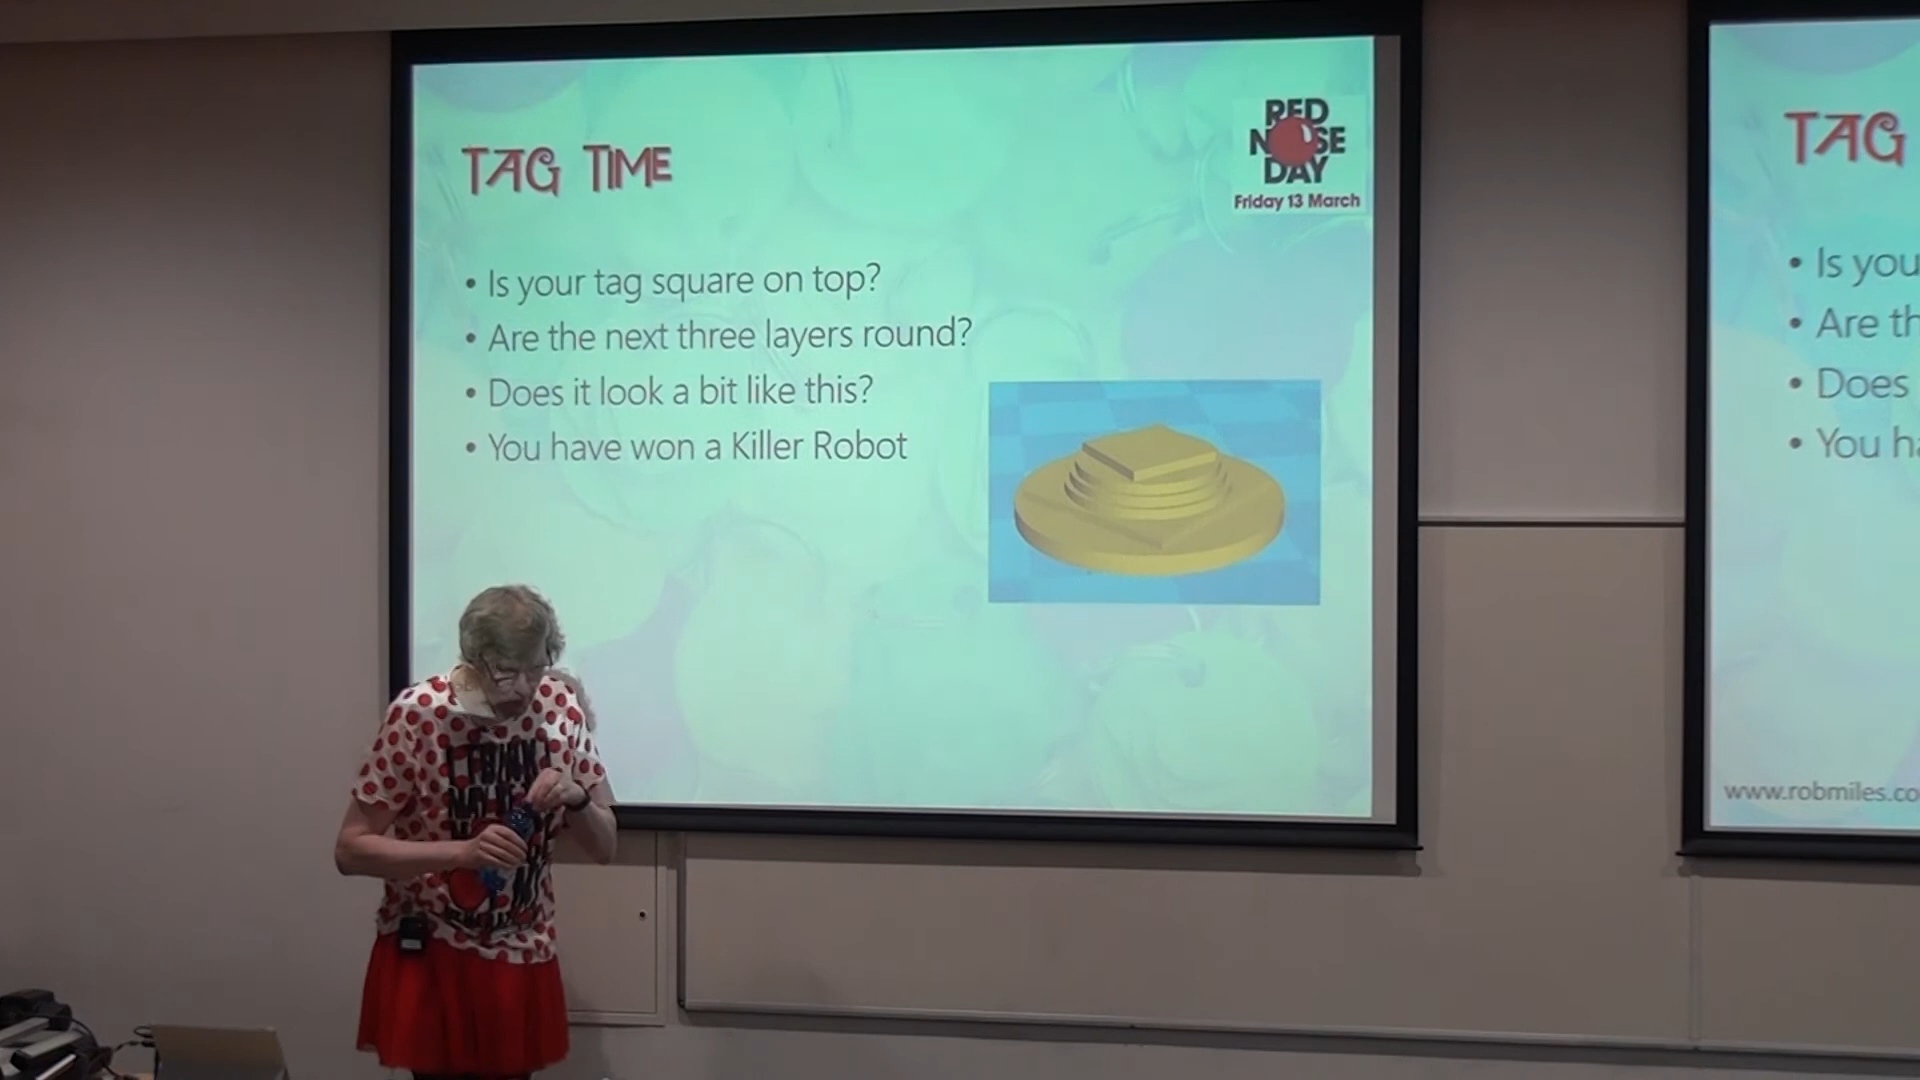 TAG TIME
RED
NOSE
DAY
Friday 13 March
• Is your tag square on top?
• Are the next three layers round?
• Does it look a bit like this?
• You have won a Killer Robot
TAG
• Is you
• Are th
• Does
• You ha
www.robmiles.co